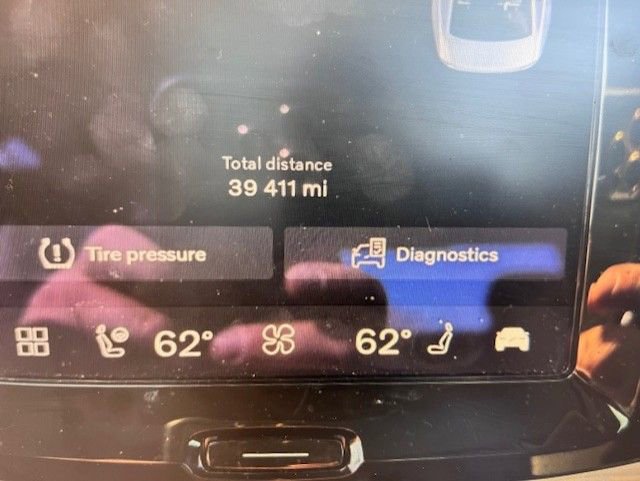 Total distance
39 411 mi
Tire pressure
Diagnostics
62°
62°